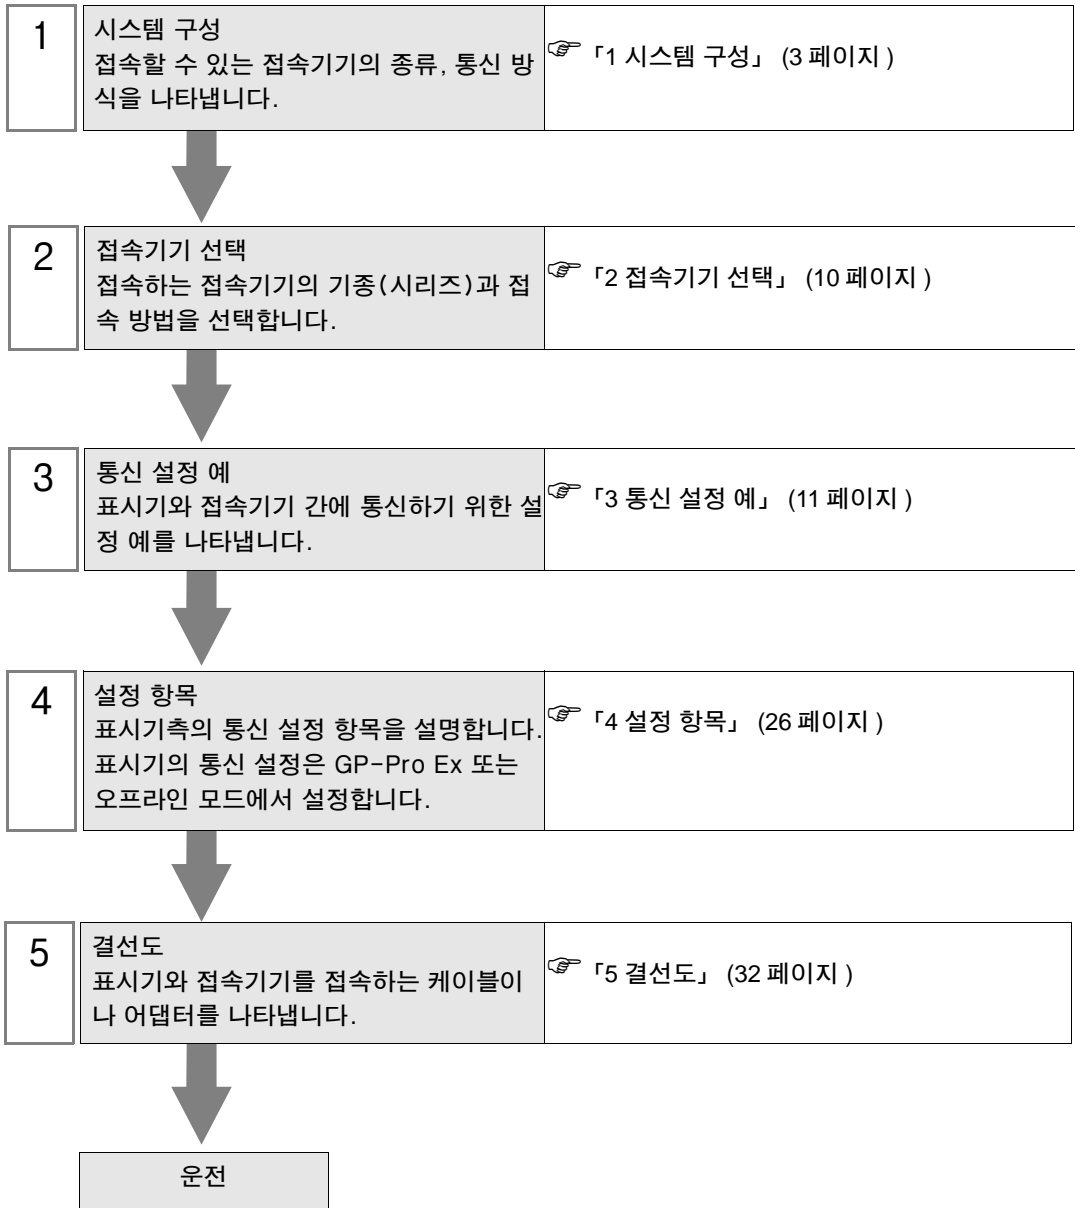 1
시스템 구성
접속할 수 있는 접속기기의 종류, 통신 방
식을 나타냅니다.
☞ 「1 시스템 구성」 (3 페이지 )
2
접속기기 선택
접속하는 접속기기의 기종(시리즈)과 접
속 방법을 선택합니다.
☞ 「2 접속기기 선택」 (10 페이지 )
3
통신 설정 예
표시기와 접속기기 간에 통신하기 위한 설
정 예를 나타냅니다.
☞ 「3 통신 설정 예」 (11 페이지 )
4
설정 항목
표시기측의 통신 설정 항목을 설명합니다.
표시기의 통신 설정은 GP-Pro Ex 또는
오프라인 모드에서 설정합니다.
☞ 「4 설정 항목」 (26 페이지 )
5
결선도
표시기와 접속기기를 접속하는 케이블이
나 어댑터를 나타냅니다.
☞ 「5 결선도」 (32 페이지 )
운전